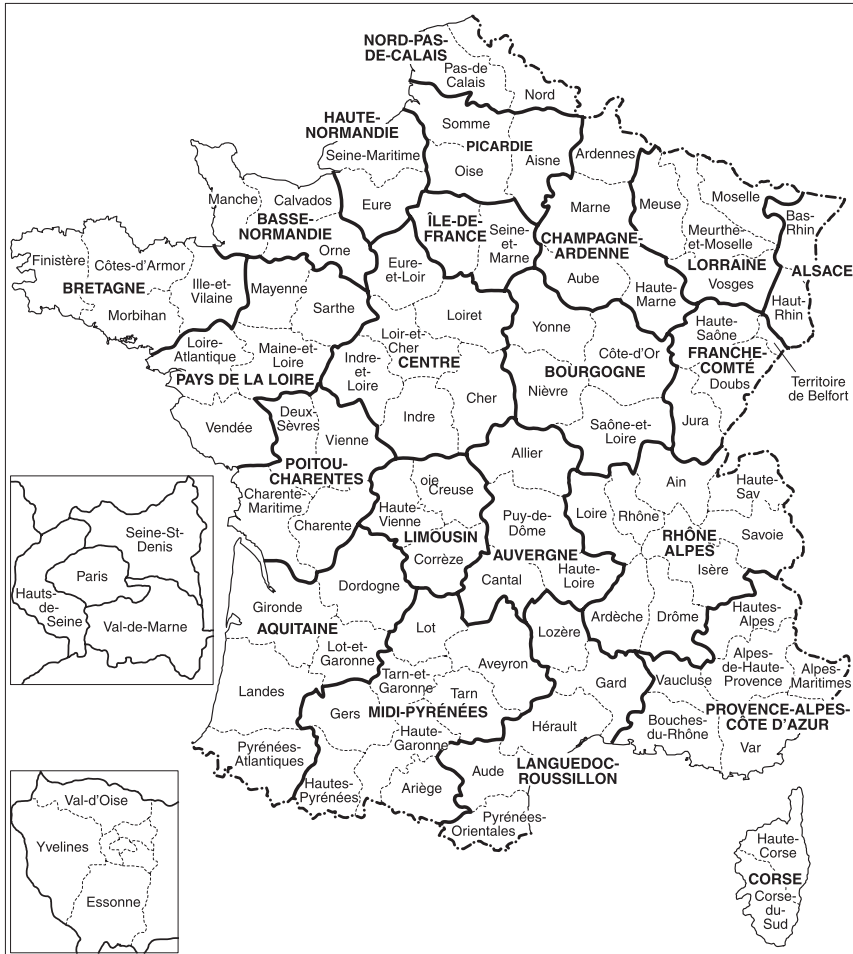 NORD-PAS-
DE-CALAIS
Pas-de
Calais
Nord
HAUTE-
NORMANDIE
Seine-Maritime
Eure
Somme
PICARDIE
Oise
Aisne
Ardennes
Marne
CHAMPAGNE-
ARDENNE
Aube
Haute-
Marne
Meuse
Moselle
Meurthe-
et-Moselle
LORRAINE
Vosges
Bas-
Rhin
ALSACE
Haut-
Rhin
Manche
Calvados
BASSE-
NORMANDIE
Orne
ÎLE-DE-
FRANCE
Seine-
et-
Marne
Finistère
Côtes-d'Armor
BRETAGNE
Ille-et-
Vilaine
Morbihan
Mayenne
Sarthe
Loire-
Atlantique
Maine-et-
Loire
PAYS DE LA LOIRE
Vendée
Eure-
et-Loir
Loiret
Loir-et-
Cher
CENTRE
Indre-
et-
Loire
Cher
Indre
Yonne
Côte-d'Or
BOURGOGNE
Nièvre
Saône-et-
Loire
Haute-
Saône
FRANCHE-
COMTÉ
Doubs
Jura
Territoire
de Belfort
Deux-
Sèvres
Vienne
POITOU-
CHARENTES
Charente-
Maritime
Charente
oie
Creuse
Haute-
Vienne
LIMOUSIN
Corrèze
Allier
Puy-de-
Dôme
AUVERGNE
Cantal
Haute-
Loire
Ain
Haute-
Sav
Loire
Rhône
RHÔNE
ALPES
Savoie
Isère
Ardèche
Drôme
Seine-St-
Denis
Paris
Hauts-
de-
Seine
Val-de-Marne
Dordogne
Gironde
AQUITAINE
Lot-et-
Garonne
Landes
Pyrénées-
Atlantiques
Lot
Aveyron
Tarn-et-
Garonne
Tarn
Gers
MIDI-PYRÉNÉES
Haute-
Garonne
Hautes-
Pyrénées
Ariège
Lozère
Gard
Hérault
LANGUEDOC-
ROUSSILLON
Aude
Pyrénées-
Orientales
Hautes-
Alpes
Alpes-
de-Haute-
Provence
Alpes-
Maritimes
Vaucluse
PROVENCE-ALPES-
CÔTE D'AZUR
Bouches-
du-Rhône
Var
Val-d'Oise
Yvelines
Essonne
Haute-
Corse
CORSE
Corse-
du-
Sud